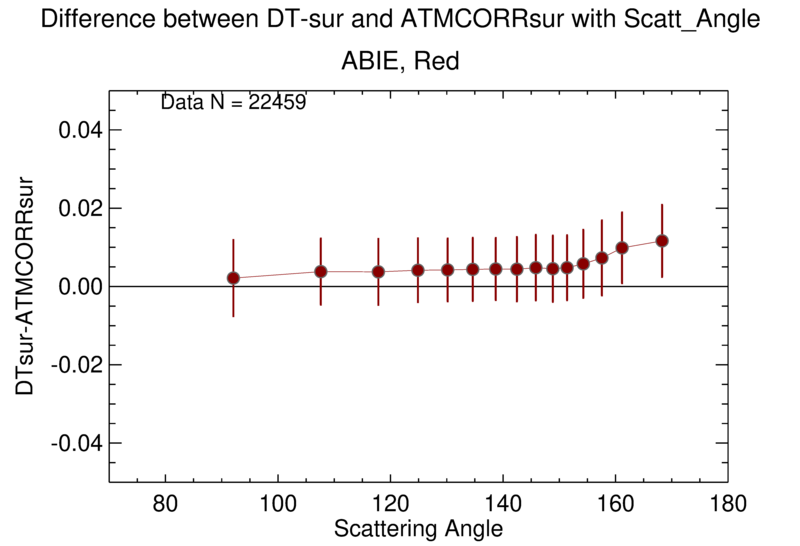 Difference between DT-sur and ATMCORRsur with Scatt_Angle
ABIE, Red
Data N = 22459
0.04
0.02
0.00
-0.02
-0.04
DTsur-ATMCORRsur
80 100 120 140 160 180
Scattering Angle